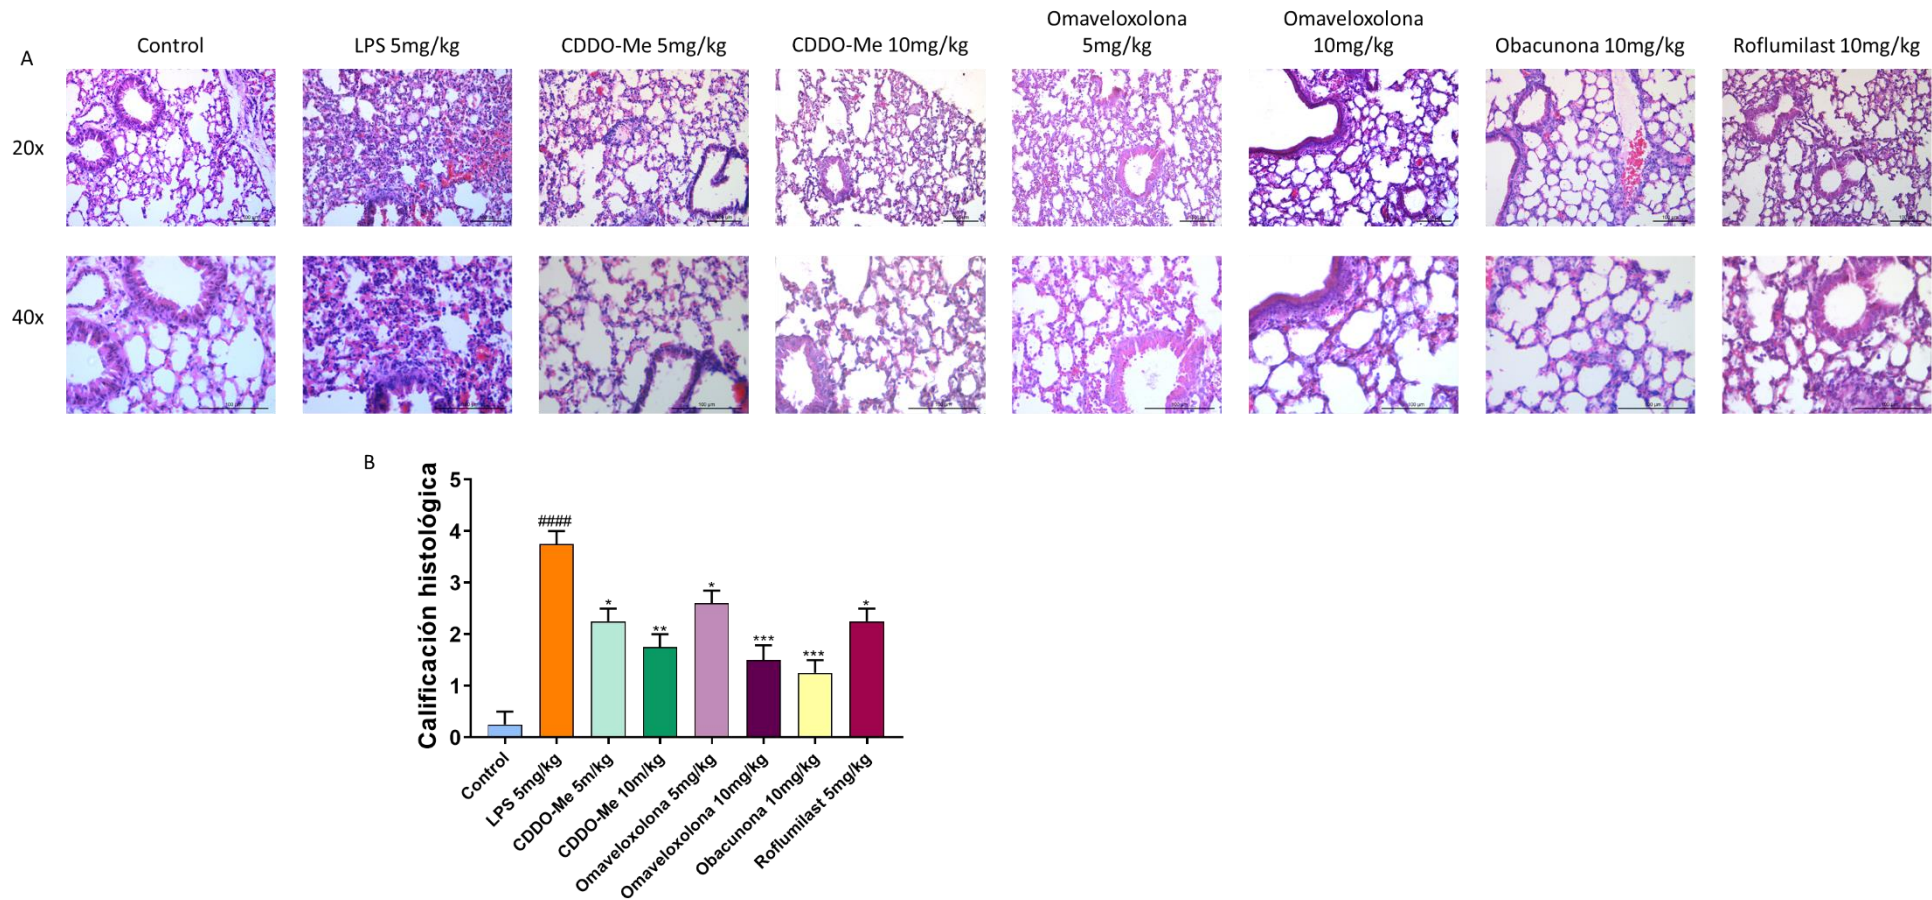 A
Control
LPS 5mg/kg
CDDO-Me 5mg/kg
CDDO-Me 10mg/kg
Omaveloxolona
5mg/kg
Omaveloxolona
10mg/kg
Obacunona 10mg/kg
Roflumilast 10mg/kg
20x
40x
B
Calificación histológica
5
4
3
2
1
0
####
*
**
*
***
***
*
Control
LPS 5mg/kg
CDDO-Me 5m/kg
CDDO-Me 10m/kg
Omaveloxolona 5mg/kg
Omaveloxolona 10mg/kg
Obacunona 10mg/kg
Roflumilast 5mg/kg